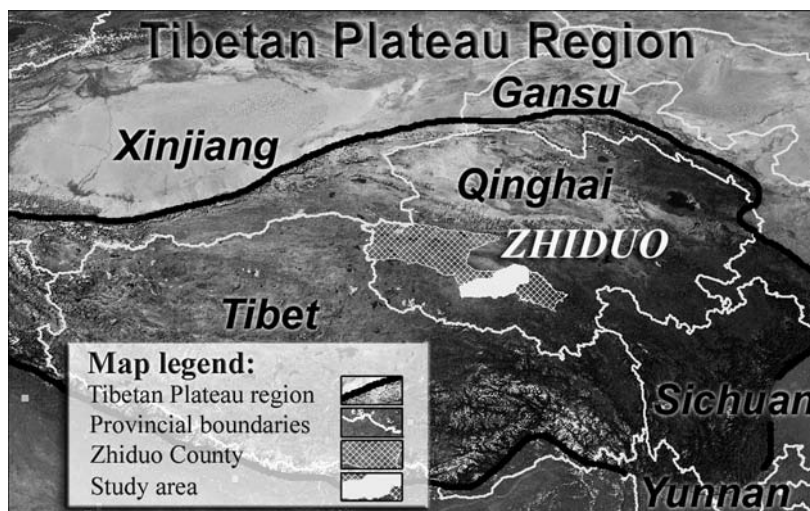 Tibetan Plateau Region
Gansu
Xinjiang
Qinghai
ZHIDUO
Tibet
Map legend:
Tibetan Plateau region
Provincial boundaries
Zhiduo County
Study area
Sichuan
Yunnan